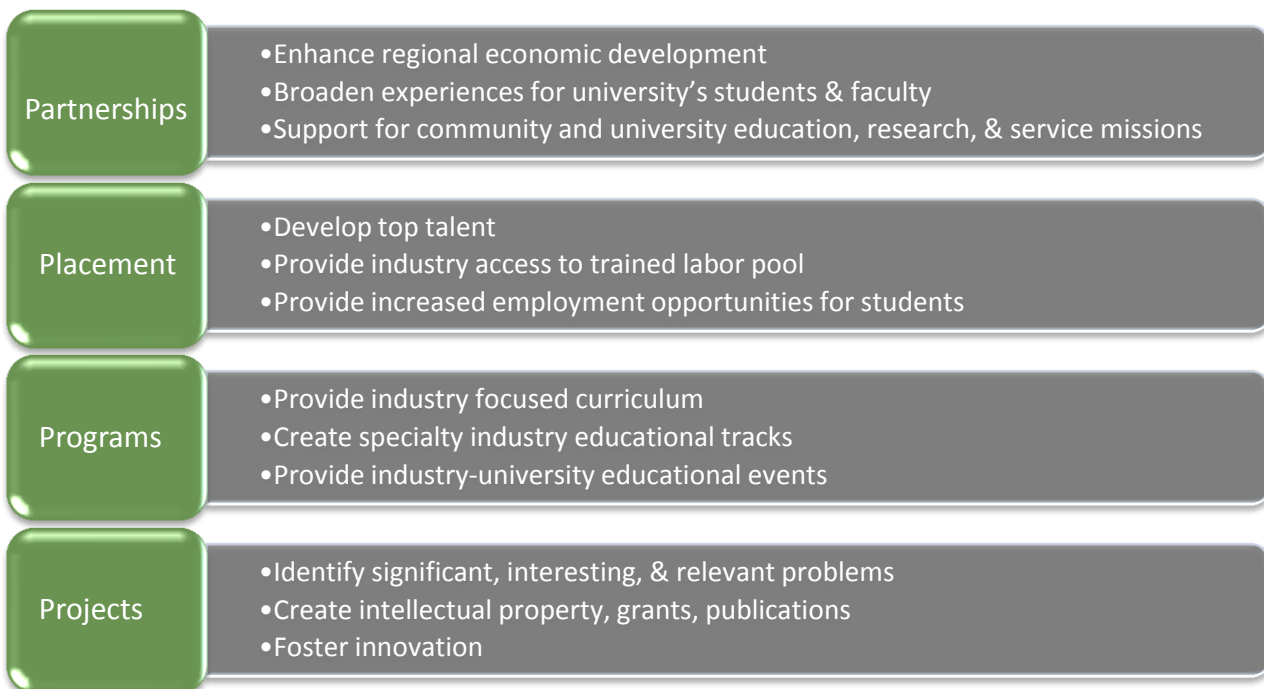 Partnerships
•Enhance regional economic development
•Broaden experiences for university’s students & faculty
•Support for community and university education, research, & service missions
Placement
•Develop top talent
•Provide industry access to trained labor pool
•Provide increased employment opportunities for students
Programs
•Provide industry focused curriculum
•Create specialty industry educational tracks
•Provide industry-university educational events
Projects
•Identify significant, interesting, & relevant problems
•Create intellectual property, grants, publications
•Foster innovation